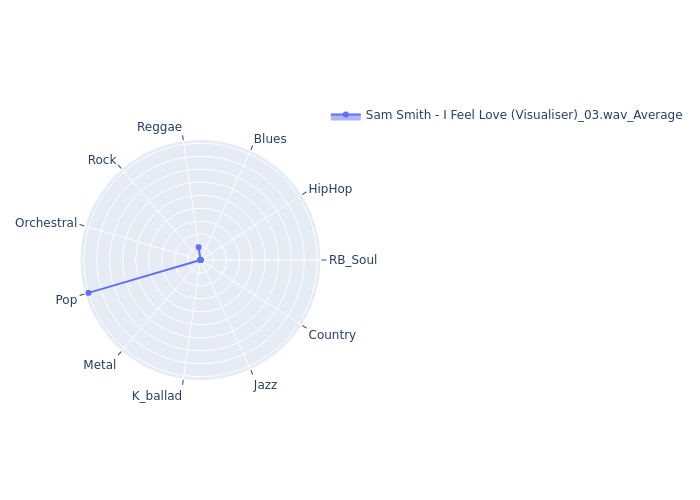 Sam Smith - I Feel Love (Visualiser)_03.wav_Average
Reggae
Blues
Rock
HipHop
Orchestral
RB_Soul
Pop
Country
Metal
Jazz
K_ballad